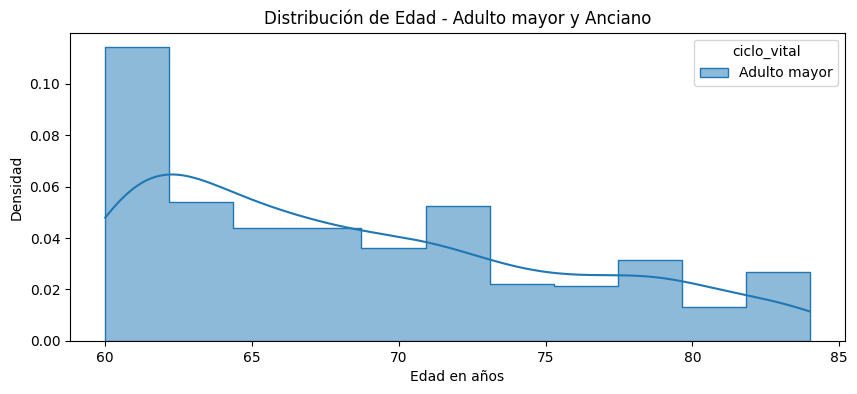 Distribución de Edad - Adulto mayor y Anciano
ciclo_vital
Adulto mayor
Densidad
0.10
0.08
0.06
0.04
0.02
0.00
60
65
70
75
80
85
Edad en años